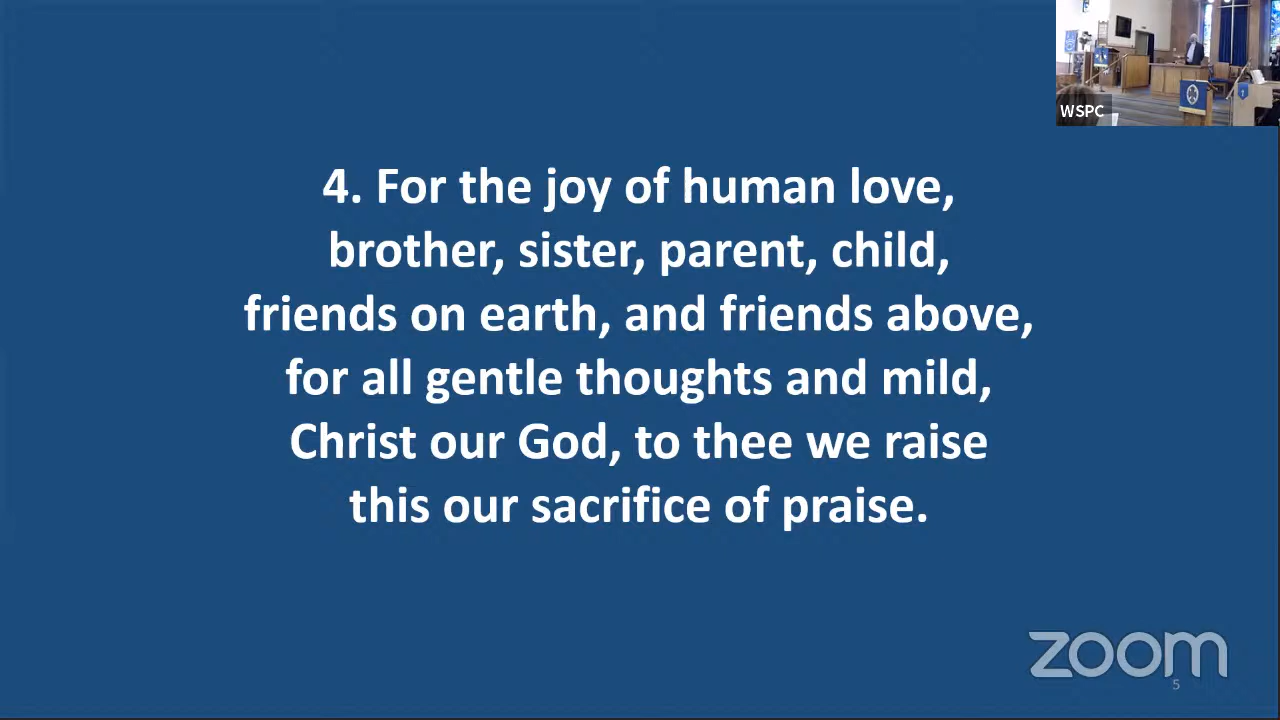 WSPC
4. For the joy of human love,
brother, sister, parent, child,
friends on earth, and friends above,
for all gentle thoughts and mild,
Christ our God, to thee we raise
this our sacrifice of praise.
zoom
5